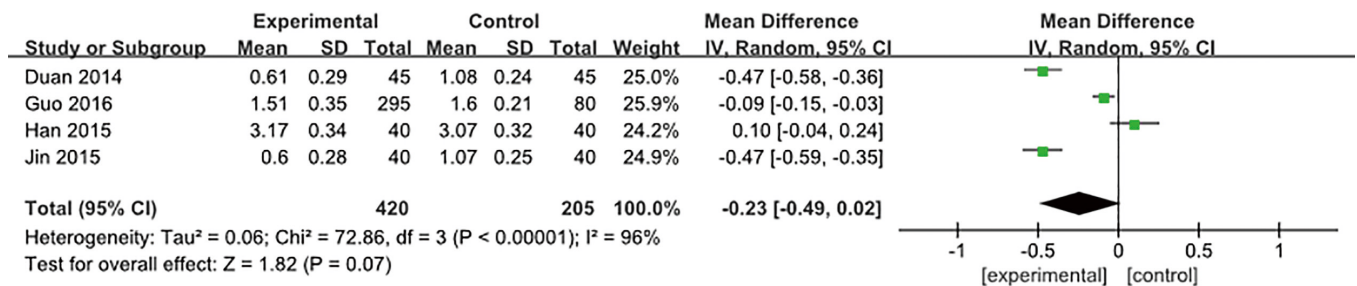 Experimental Control Mean Difference Mean Difference
Study or Subgroup Mean SD Total Mean SD Total Weight IV, Random, 95% CI IV, Random, 95% CI
Duan 2014 0.61 0.29 45 1.08 0.24 45 25.0% -0.47 [-0.58, -0.36]
Guo 2016 1.51 0.35 295 1.6 0.21 80 25.9% -0.09 [-0.15, -0.03]
Han 2015 3.17 0.34 40 3.07 0.32 40 24.2% 0.10 [-0.04, 0.24]
Jin 2015 0.6 0.28 40 1.07 0.25 40 24.9% -0.47 [-0.59, -0.35]
Total (95% CI) 420 205 100.0% -0.23 [-0.49, 0.02]
Heterogeneity: Tau² = 0.06; Chi² = 72.86, df = 3 (P < 0.00001); I² = 96%
Test for overall effect: Z = 1.82 (P = 0.07)
-1 -0.5 0 0.5 1
[experimental] [control]